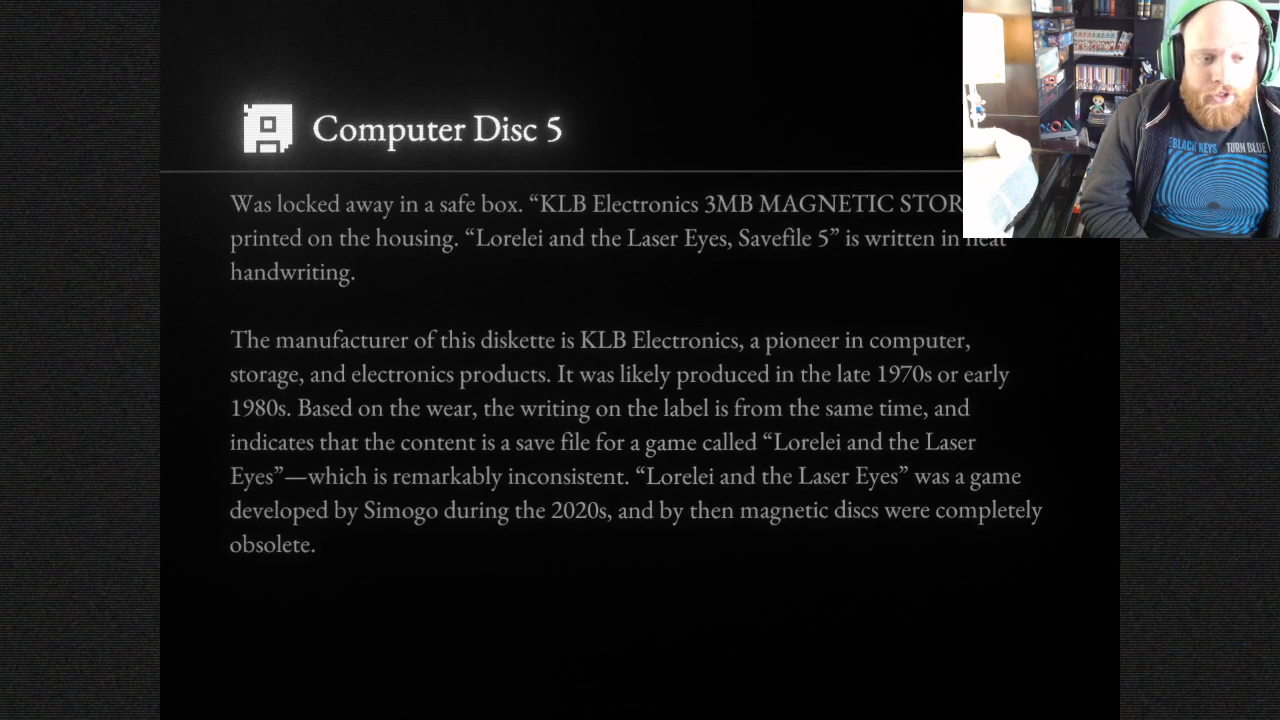 Computer Disc 5
Was locked away in a safe box. “KLB Electronics 3MB MAGNETIC
printed on the housing. “Lorelei and the Laser Eyes, Savefile 5” is written in neat
handwriting.
The manufacturer of this diskette is KLB Electronics, a pioneer in computer,
storage, and electronics products. It was likely produced in the late 1970s or early
1980s. Based on the wear, the writing on the label is from the same time, and
indicates that the content is a save file for a game called “Lorelei and the Laser
Eyes”—which is remarkably inconsistent. “Lorelei and the Laser Eyes” was a game
developed by Simogo during the 2020s, and by then magnetic discs were completely
obsolete.
BLACK KEYS TURN BLUE